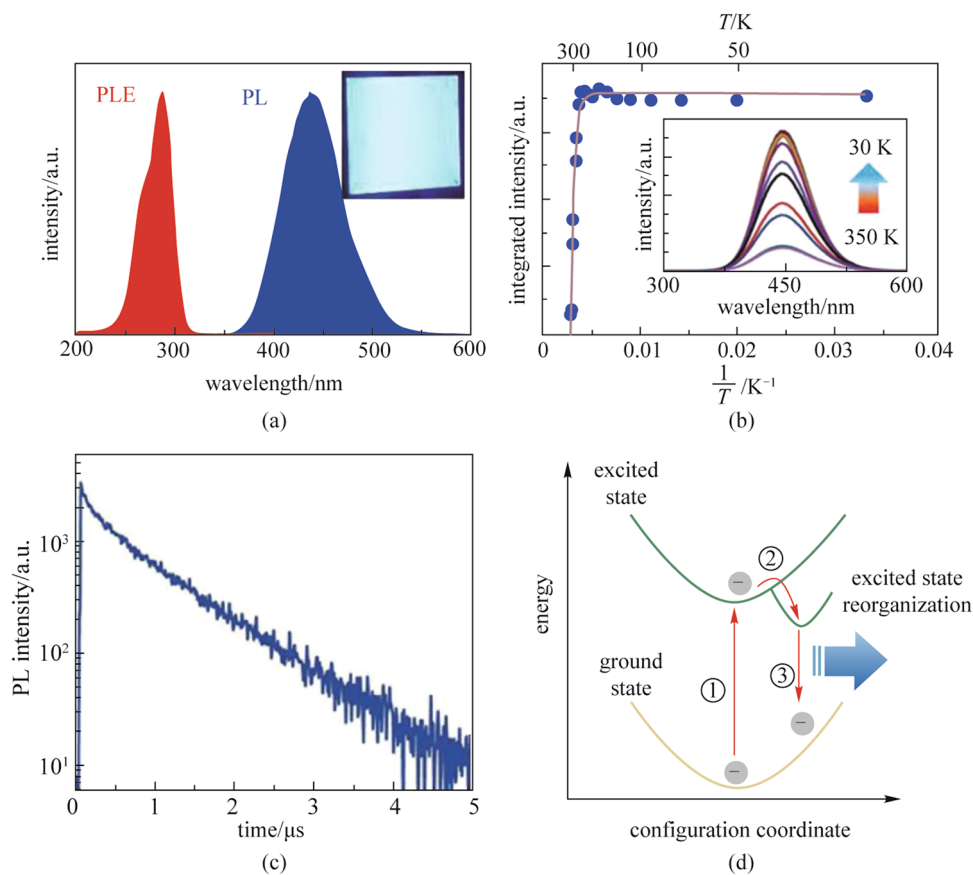 PLE
PL
intensity/a.u.
200
300
400
500
600
wavelength/nm
(a)
T/K
300
100
50
integrated intensity/a.u.
intensity/a.u.
30 K
350 K
300
450
600
wavelength/nm
0
0.01
0.02
0.03
0.04
1/T /K⁻¹
(b)
PL intensity/a.u.
10³
10²
10¹
0
1
2
3
4
5
time/μs
(c)
excited
state
②
excited state
reorganization
energy
ground
state
①
③
configuration coordinate
(d)